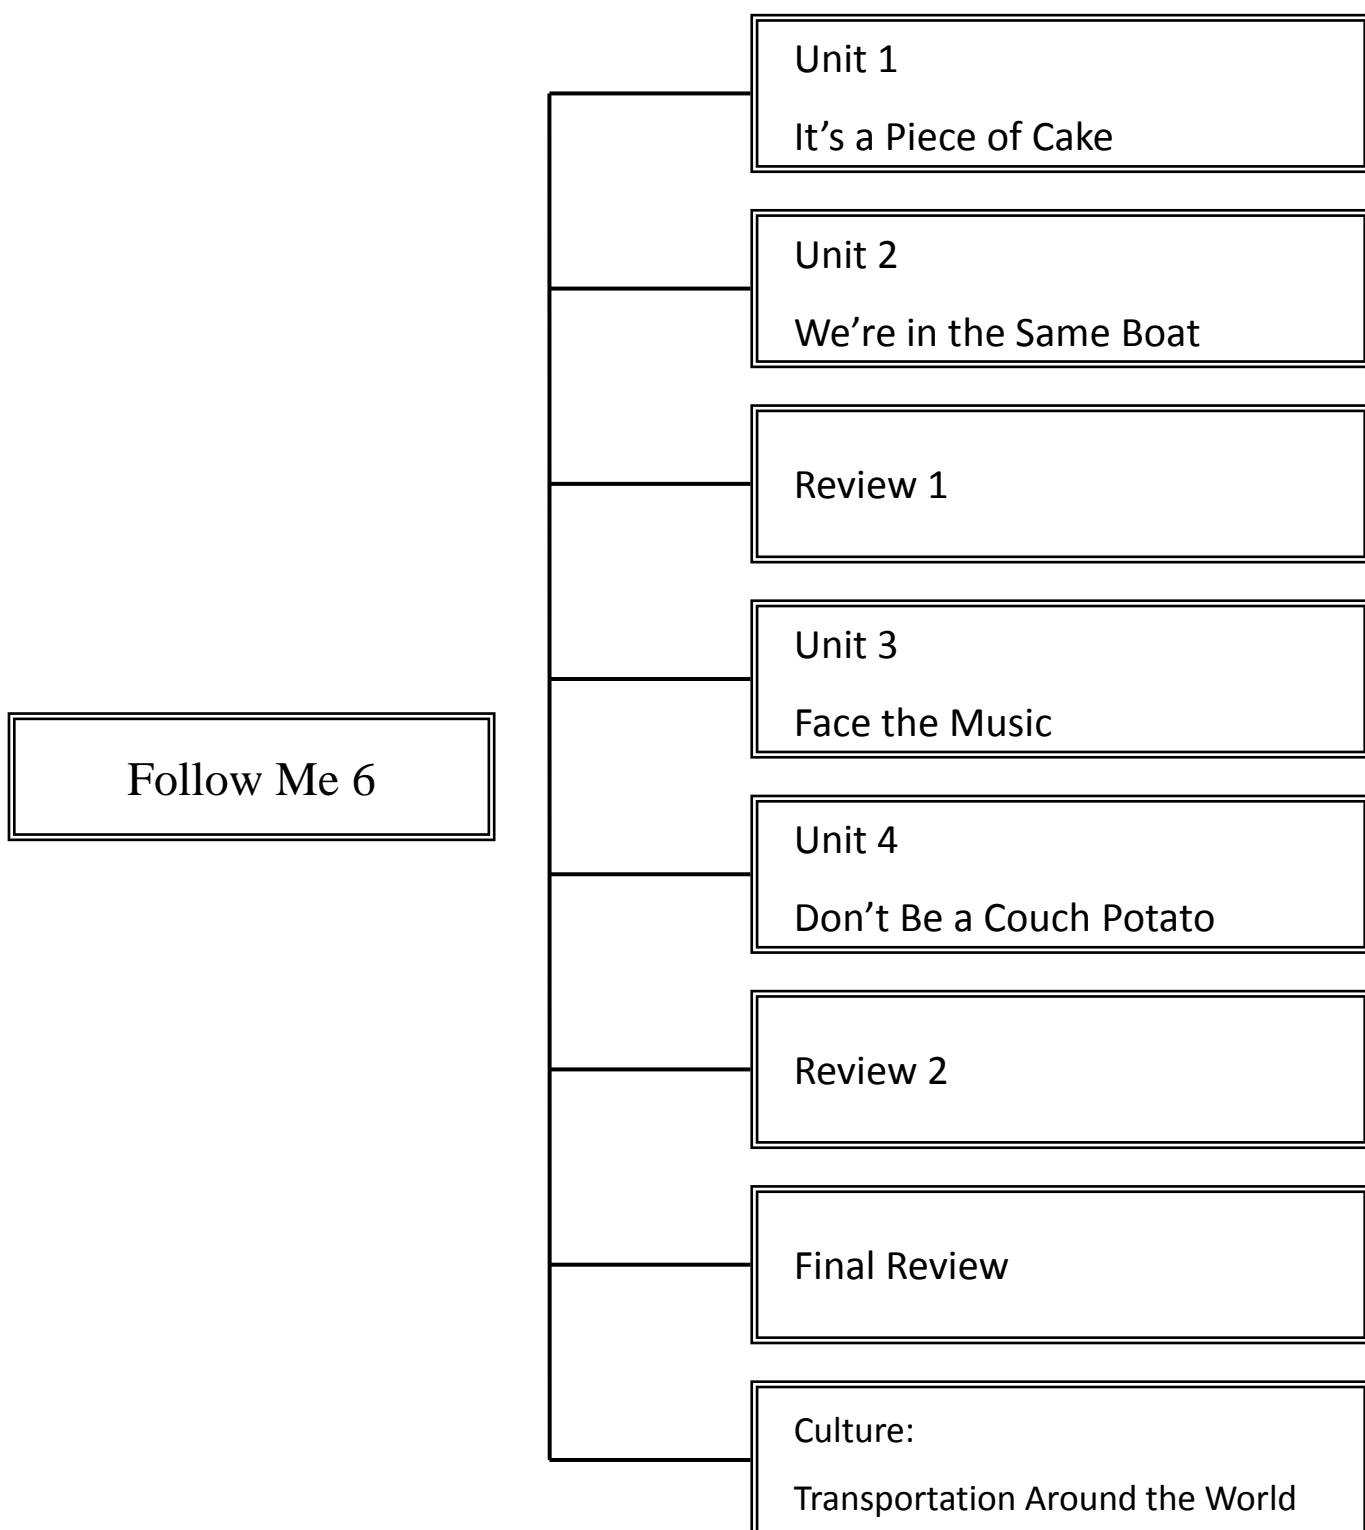 Unit 1
It’s a Piece of Cake
Unit 2
We’re in the Same Boat
Review 1
Unit 3
Face the Music
Follow Me 6
Unit 4
Don’t Be a Couch Potato
Review 2
Final Review
Culture:
Transportation Around the World